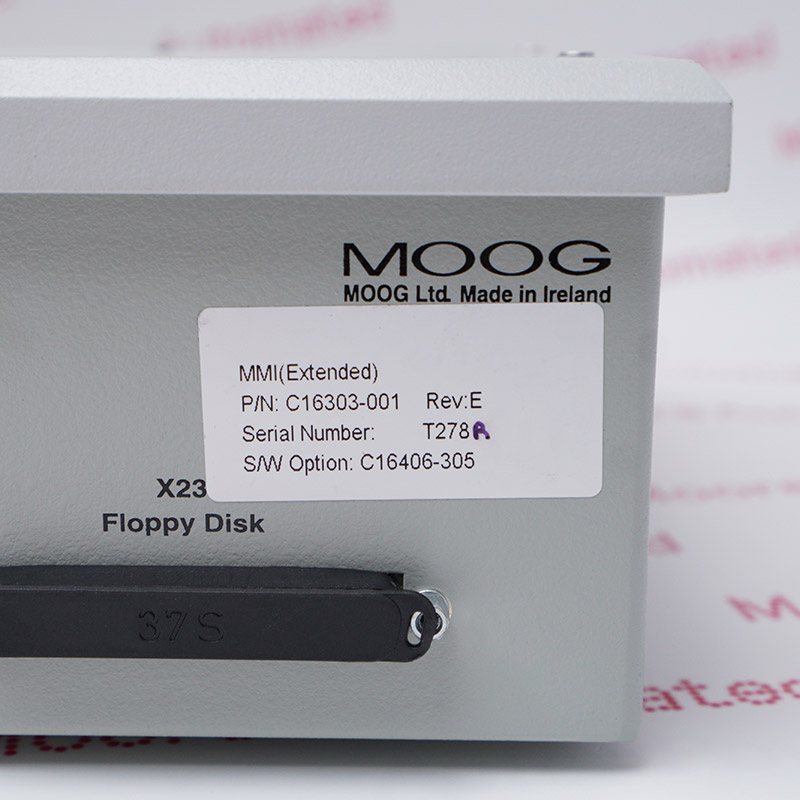 MOOG
MOOG Ltd. Made in Ireland
MMI(Extended)
P/N: C16303-001 Rev:E
Serial Number: T278R
S/W Option: C16406-305
X23
Floppy Disk
37S